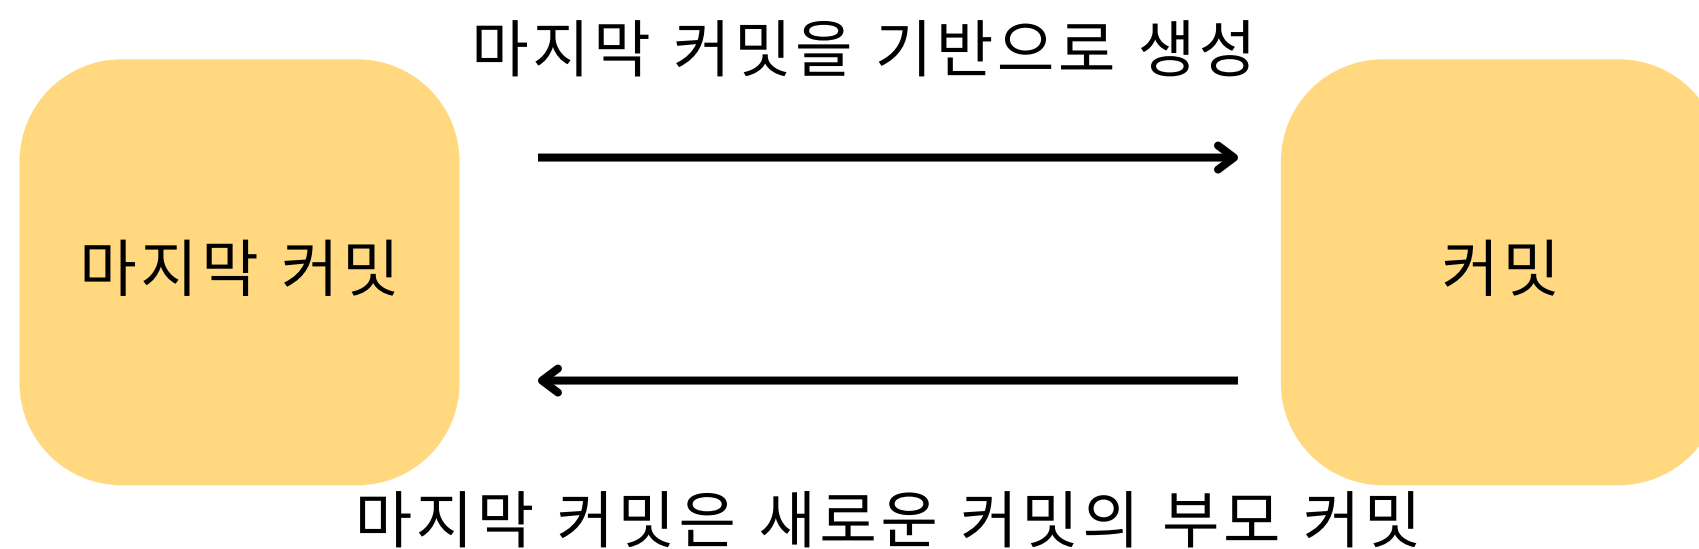 마지막 커밋을 기반으로 생성
마지막 커밋
커밋
마지막 커밋은 새로운 커밋의 부모 커밋